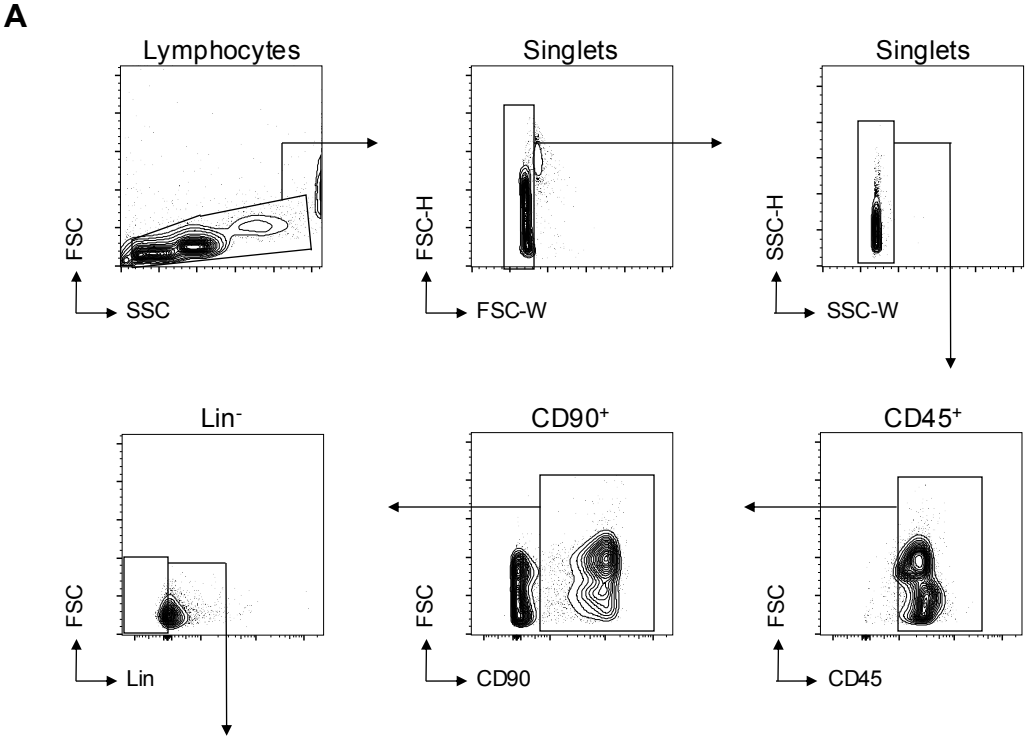 A
Lymphocytes
Singlets
Singlets
FSC
SSC
FSC-H
FSC-W
SSC-H
SSC-W
Lin-
CD90+
CD45+
FSC
Lin
FSC
CD90
FSC
CD45